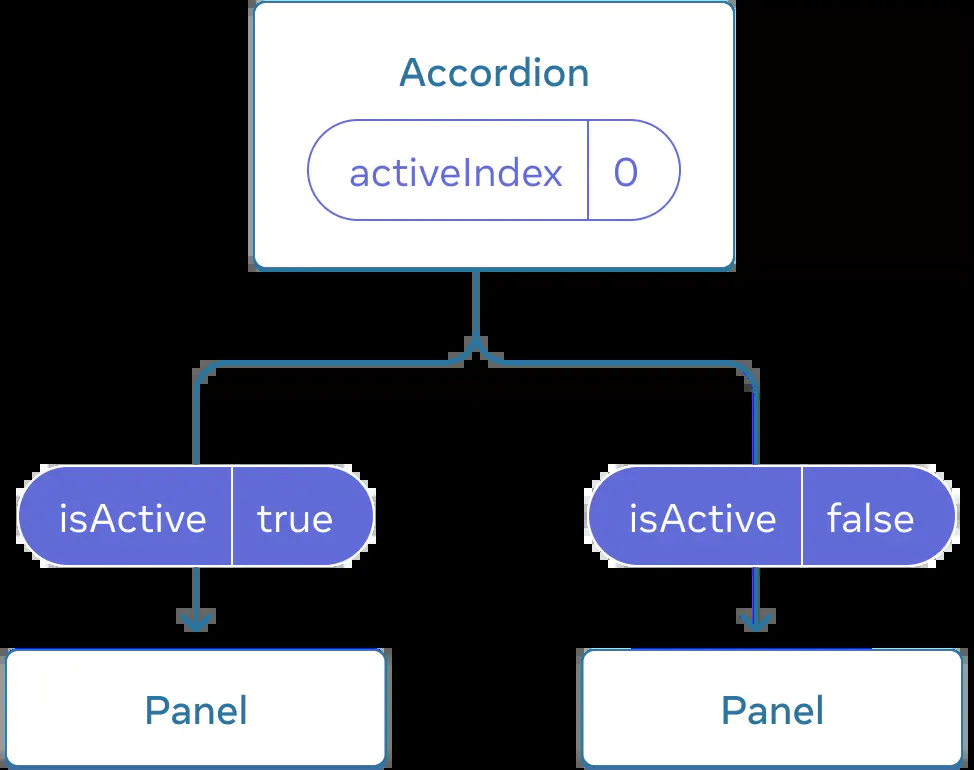 Accordion
activeIndex 0
isActive true
isActive false
Panel
Panel